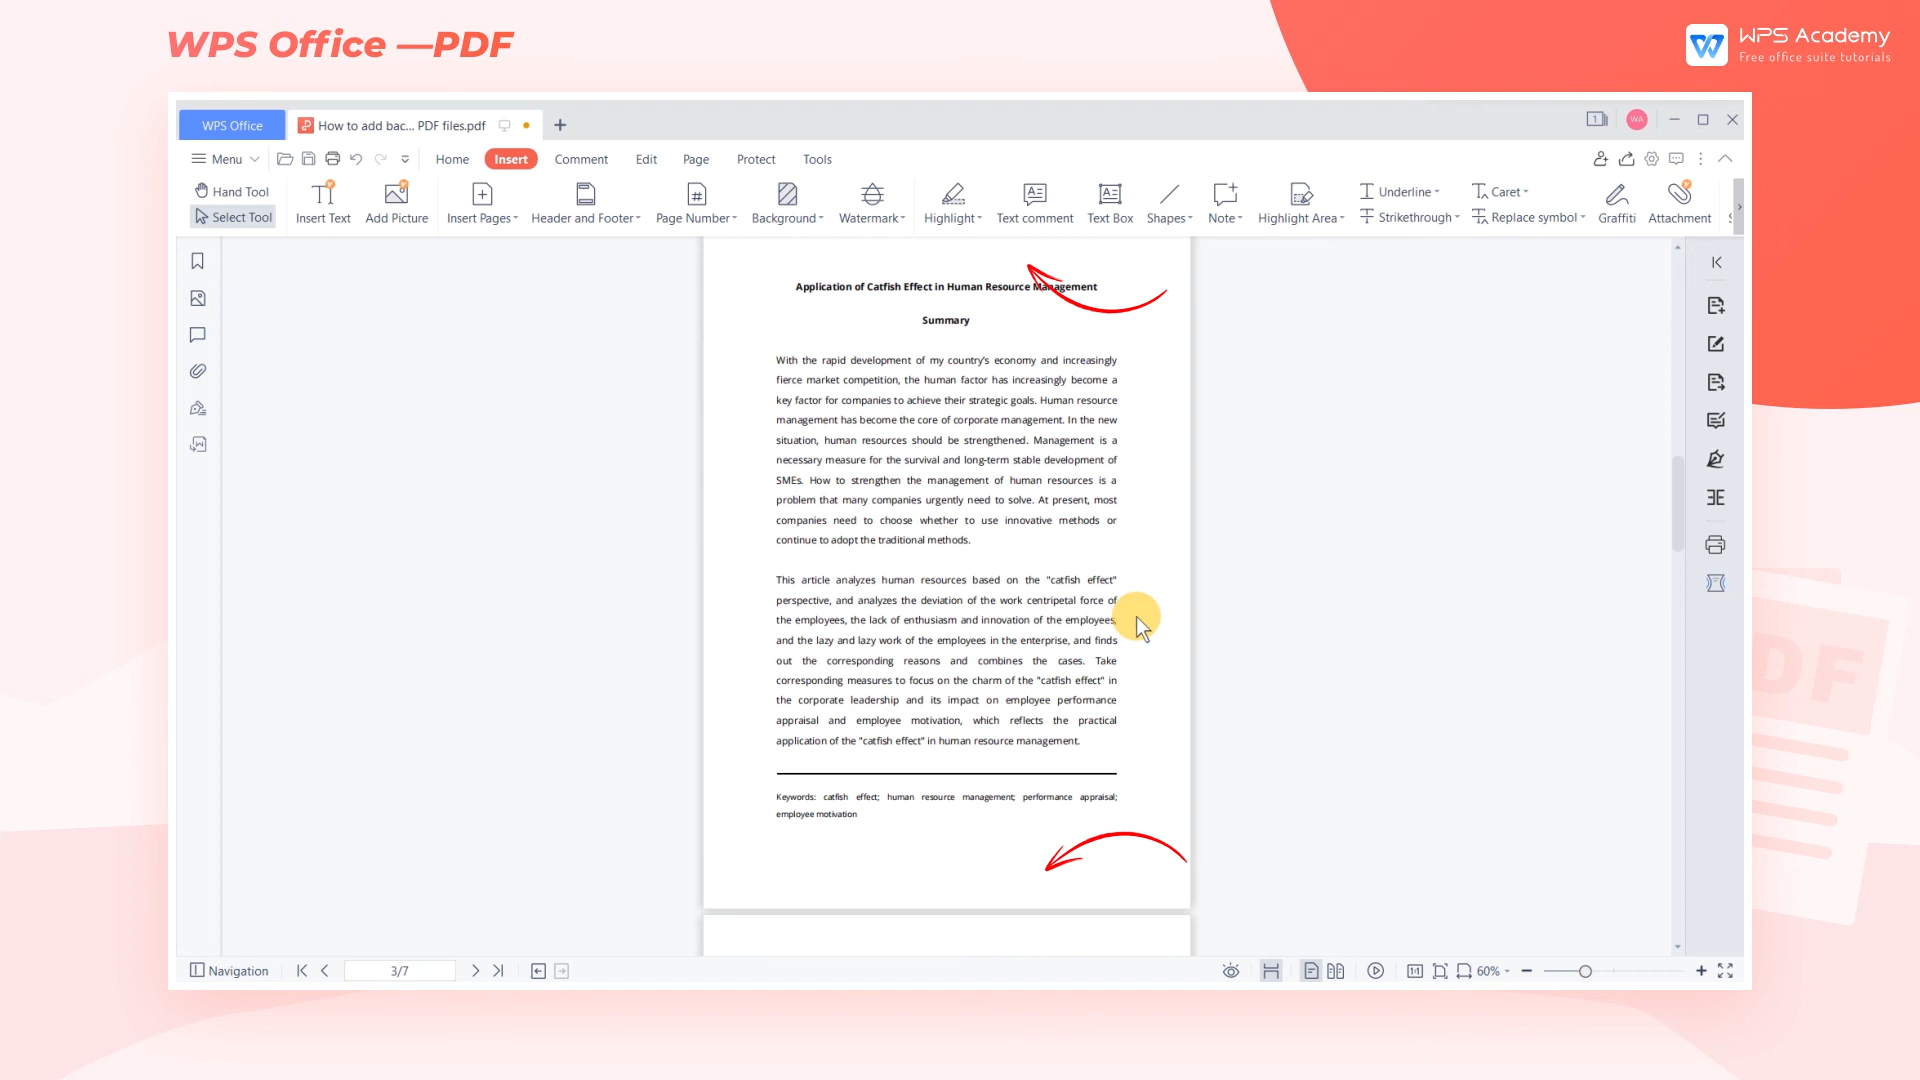 WPS Office —PDF
WPS Academy
Free office suite tutorials
WPS Office
How to add bac... PDF files.pdf
WA
Menu
Home
Insert
Comment
Edit
Page
Protect
Tools
Hand Tool
Select Tool
Insert Text
Add Picture
Insert Pages
Header and Footer
Page Number
Background
Watermark
Highlight
Text comment
Text Box
Shapes
Note
Highlight Area
Underline
Strikethrough
Caret
Replace symbol
Graffiti
Attachment
Application of Catfish Effect in Human Resource Management
Summary
With the rapid development of my country's economy and increasingly
fierce market competition, the human factor has increasingly become a
key factor for companies to achieve their strategic goals. Human resource
management has become the core of corporate management. In the new
situation, human resources should be strengthened. Management is a
necessary measure for the survival and long-term stable development of
SMEs. How to strengthen the management of human resources is a
problem that many companies urgently need to solve. At present, most
companies need to choose whether to use innovative methods or
continue to adopt the traditional methods.
This article analyzes human resources based on the "catfish effect"
perspective, and analyzes the deviation of the work centripetal force of
the employees, the lack of enthusiasm and innovation of the employees,
and the lazy and lazy work of the employees in the enterprise, and finds
out the corresponding reasons and combines the cases. Take
corresponding measures to focus on the charm of the "catfish effect" in
the corporate leadership and its impact on employee performance
appraisal and employee motivation, which reflects the practical
application of the "catfish effect" in human resource management.
Keywords: catfish effect; human resource management; performance appraisal;
employee motivation
Navigation
3/7
60%
PDF